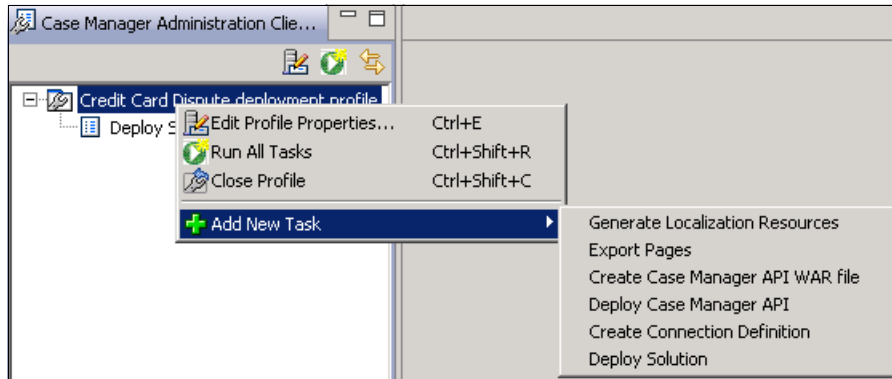 Case Manager Administration Clie...
Credit Card Dispute deployment profile
Deploy S
Edit Profile Properties... Ctrl+E
Run All Tasks Ctrl+Shift+R
Close Profile Ctrl+Shift+C
Add New Task
Generate Localization Resources
Export Pages
Create Case Manager API WAR file
Deploy Case Manager API
Create Connection Definition
Deploy Solution